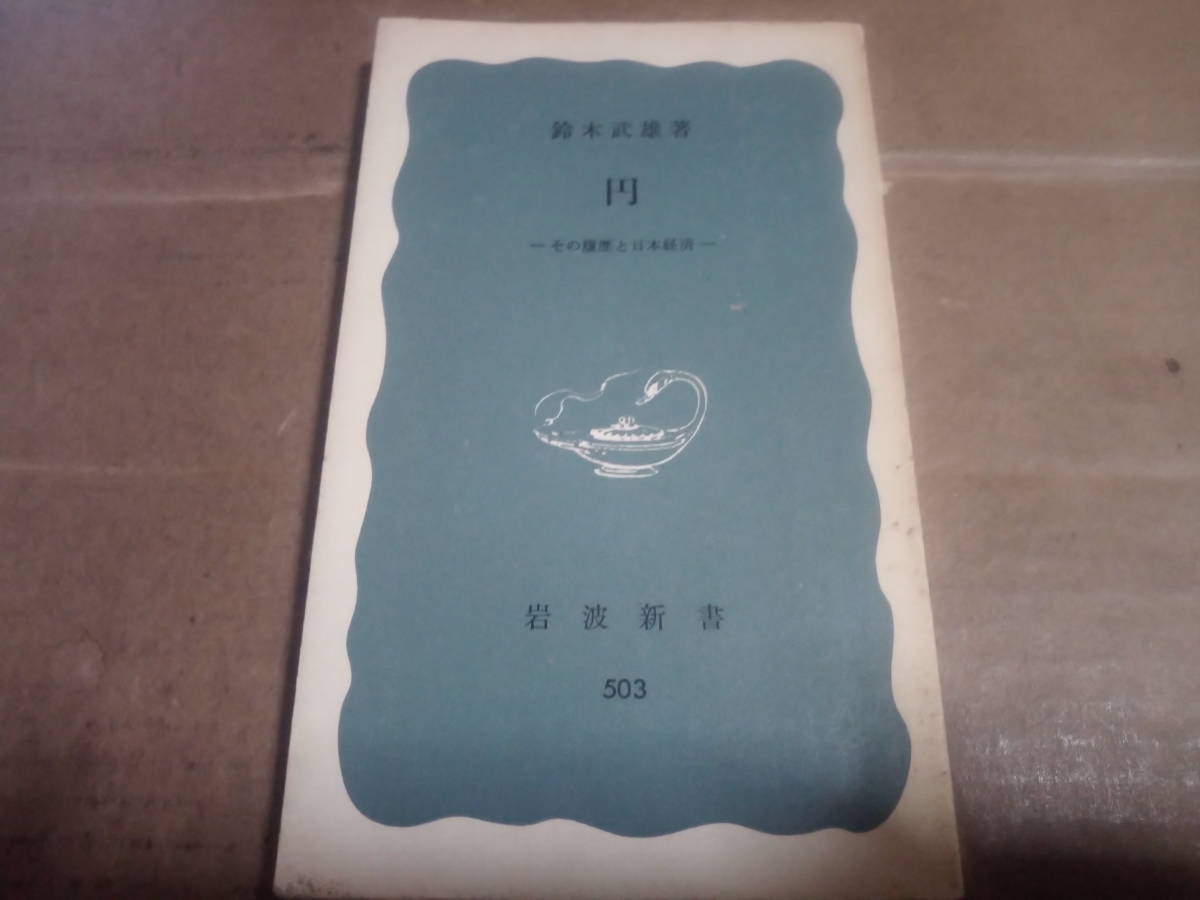 鈴木武雄著
円
―その履歴と日本経済―
岩波新書
503